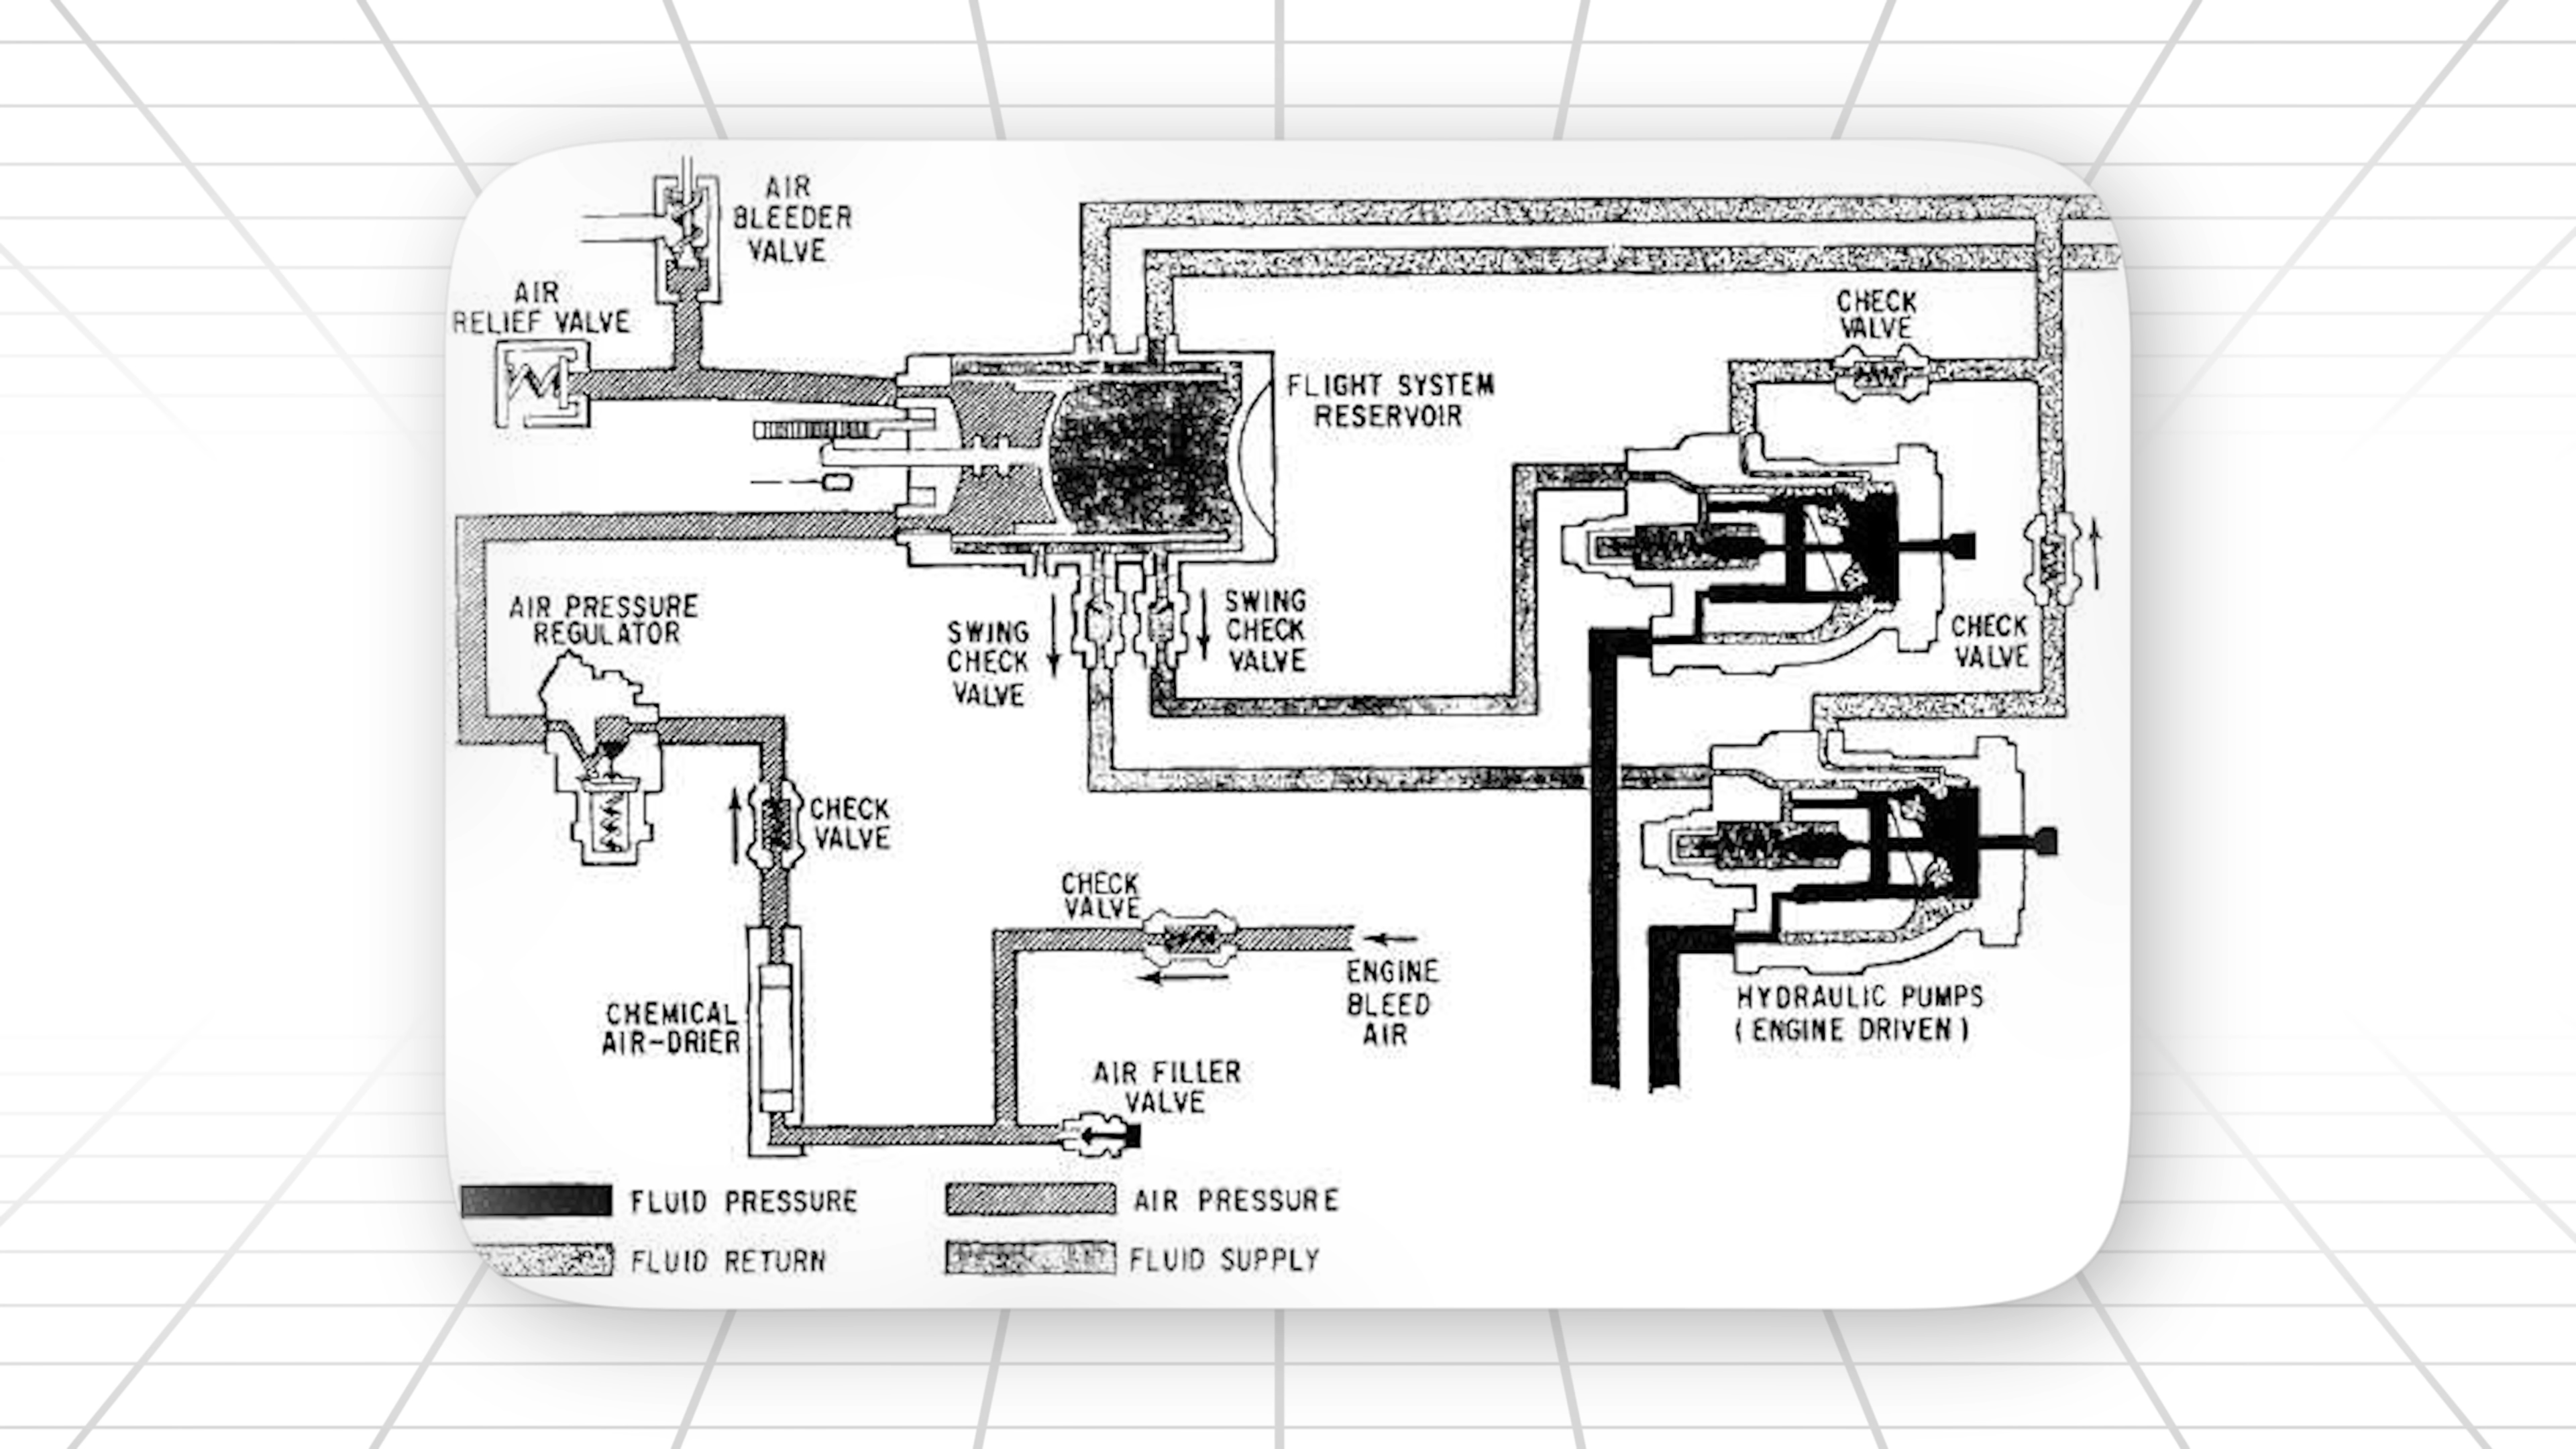 AIR
BLEEDER
VALVE
AIR
RELIEF VALVE
CHECK
VALVE
FLIGHT SYSTEM
RESERVOIR
AIR PRESSURE
REGULATOR
SWING
CHECK
VALVE
SWING
CHECK
VALVE
CHECK
VALVE
CHECK
VALVE
CHECK
VALVE
ENGINE
BLEED
AIR
CHEMICAL
AIR-DRIER
HYDRAULIC PUMPS
(ENGINE DRIVEN)
AIR FILLER
VALVE
FLUID PRESSURE
AIR PRESSURE
FLUID RETURN
FLUID SUPPLY